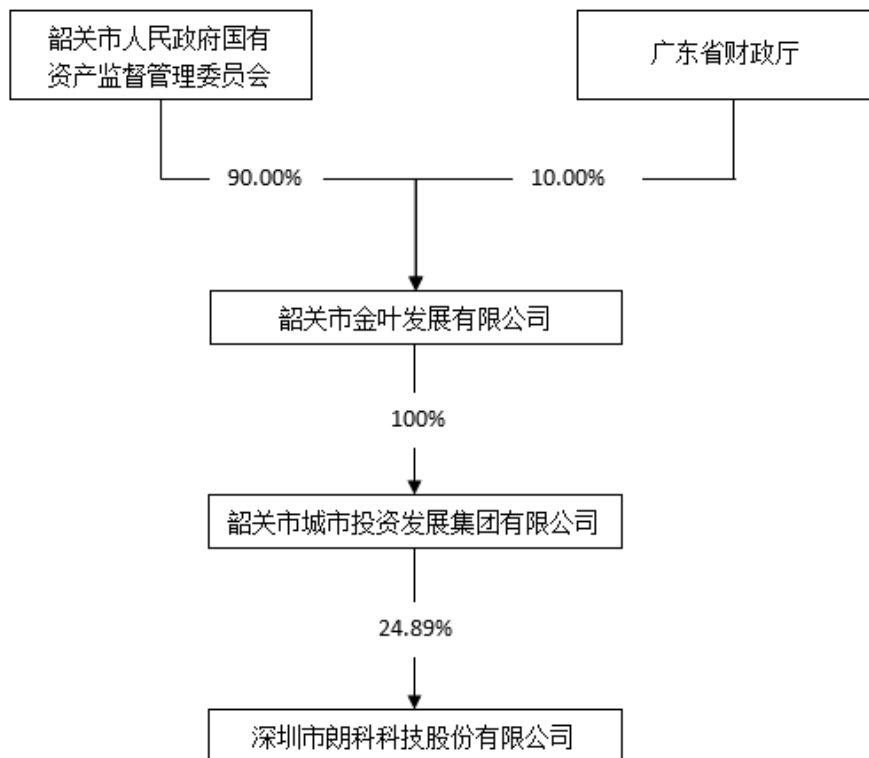 韶关市人民政府国有
资产监督管理委员会
广东省财政厅
90.00%
10.00%
韶关市金叶发展有限公司
100%
韶关市城市投资发展集团有限公司
24.89%
深圳市朗科科技股份有限公司